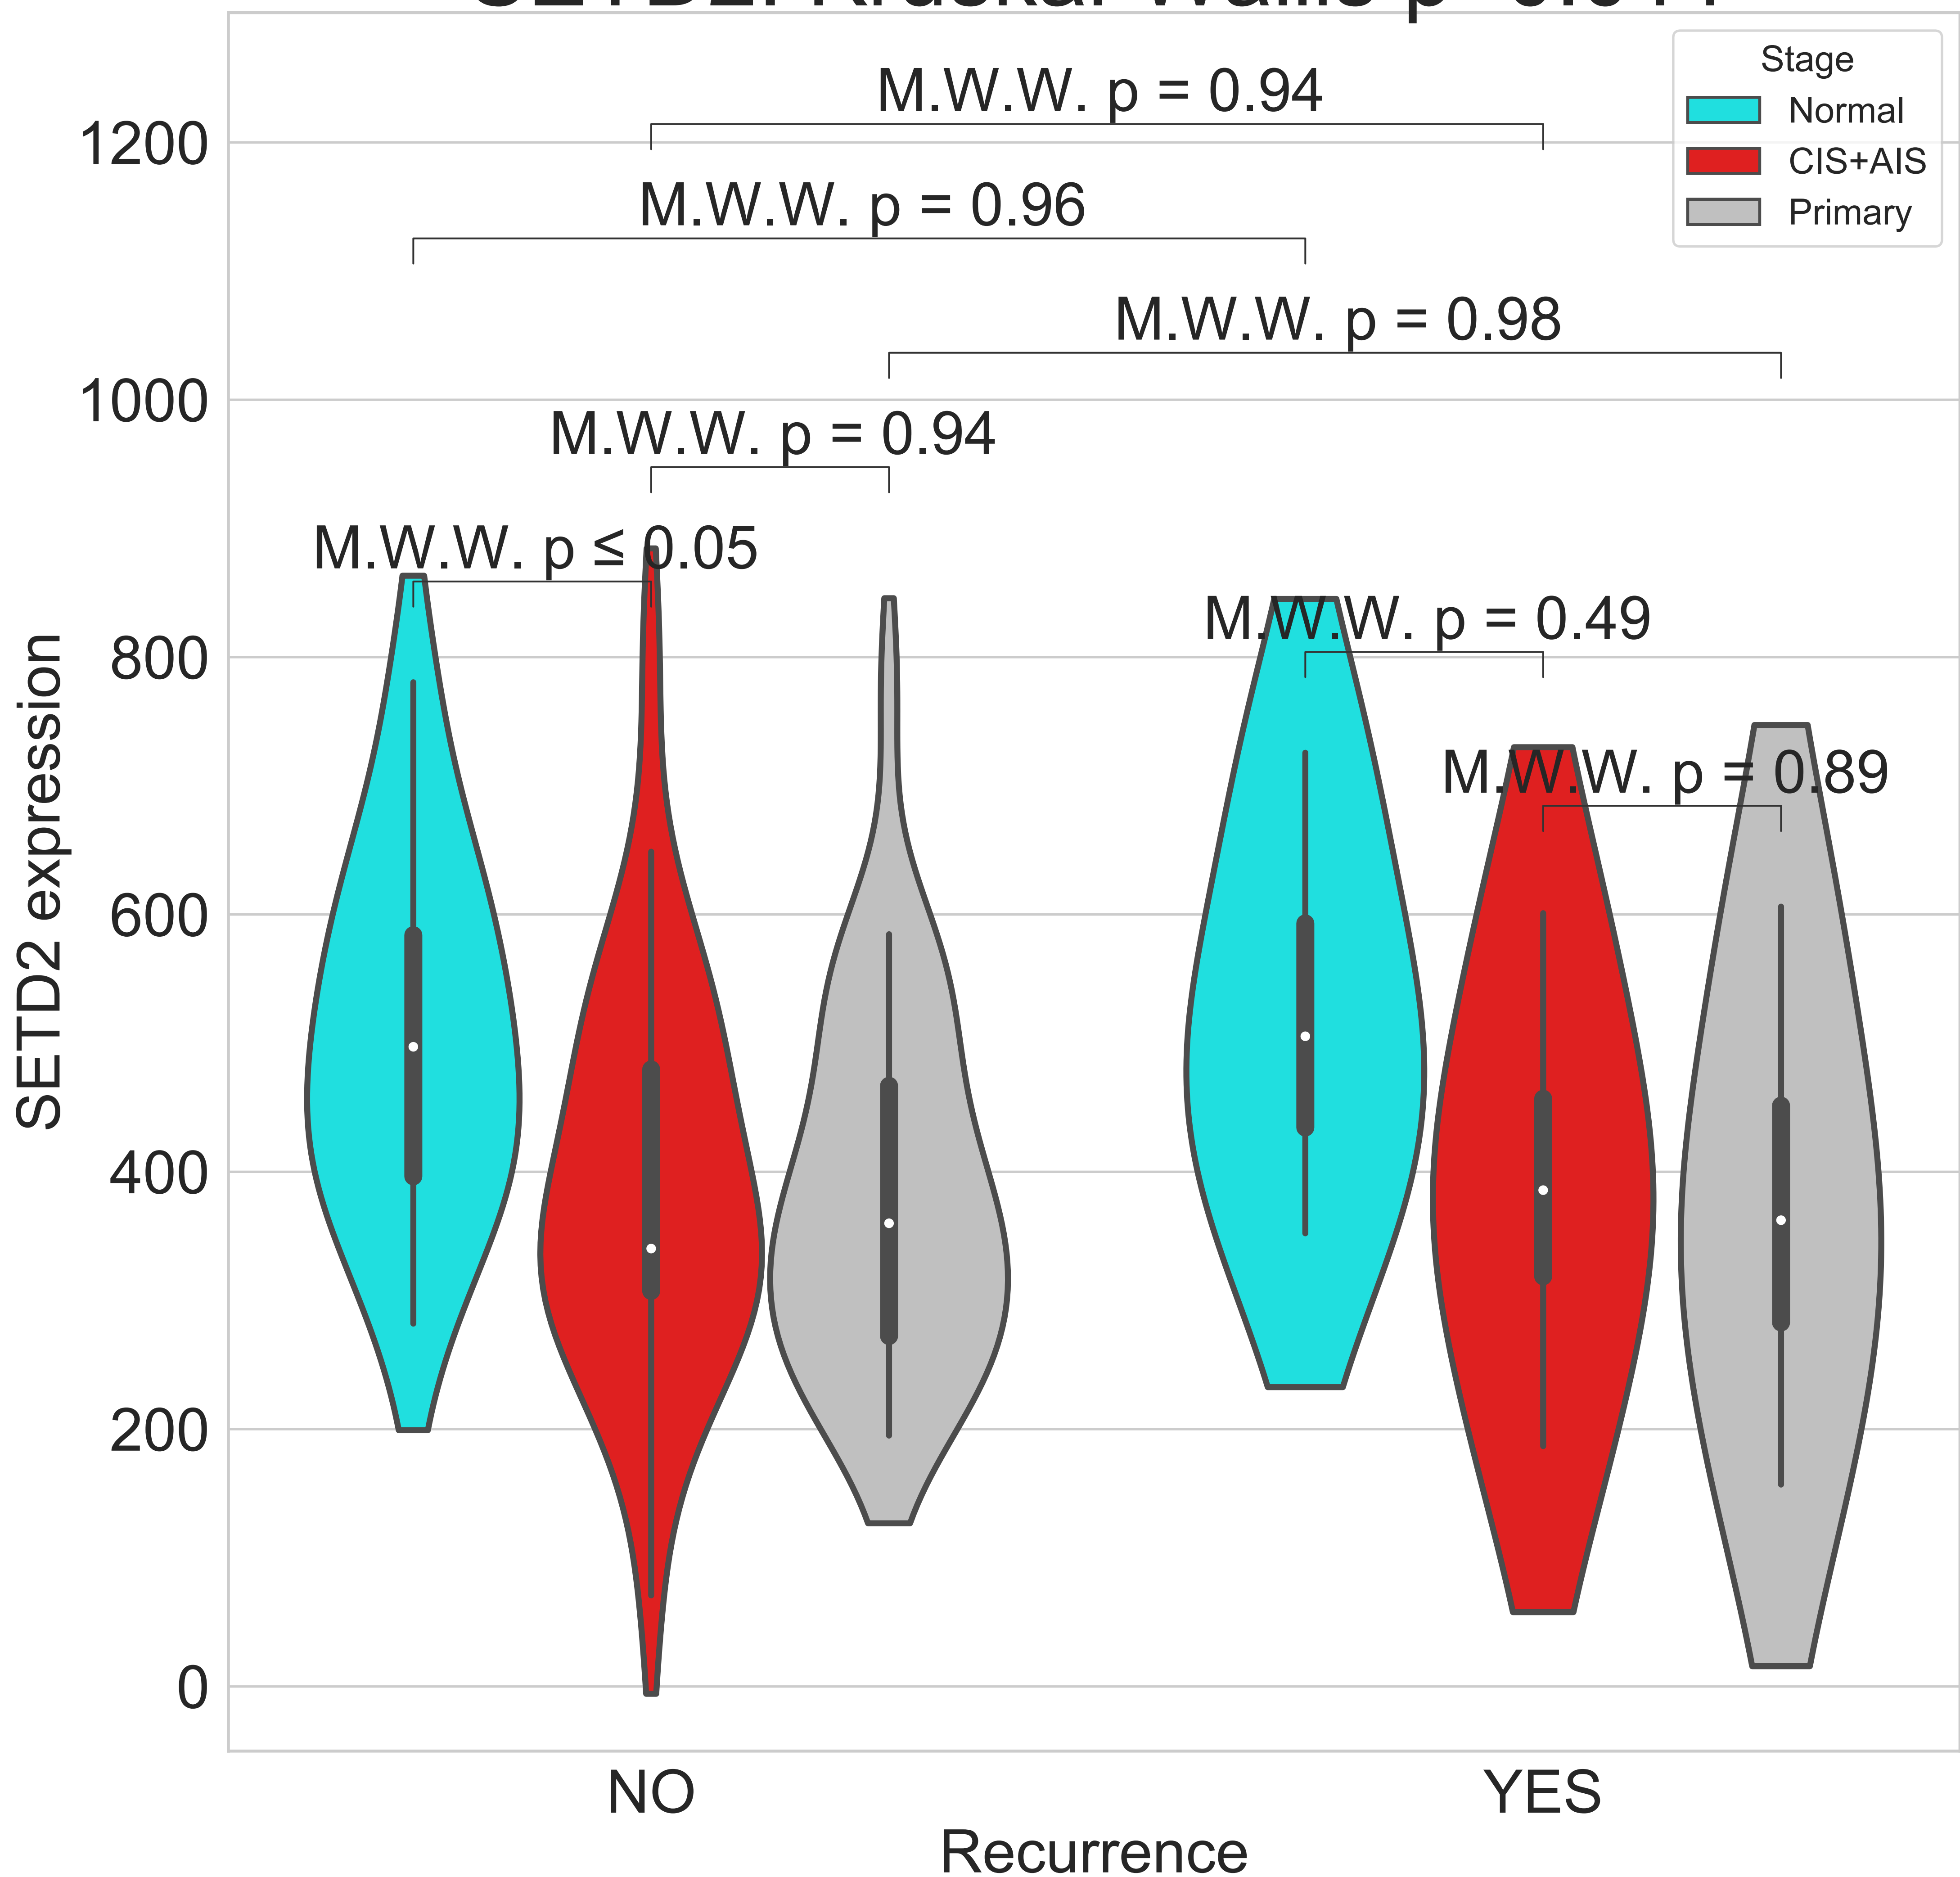 Stage
Normal
CIS+AIS
Primary
M.W.W. p = 0.94
M.W.W. p = 0.96
M.W.W. p = 0.98
M.W.W. p = 0.94
M.W.W. p ≤ 0.05
M.W.W. p = 0.49
M.W.W. p = 0.89
1200
1000
800
600
400
200
0
SETD2 expression
NO
YES
Recurrence